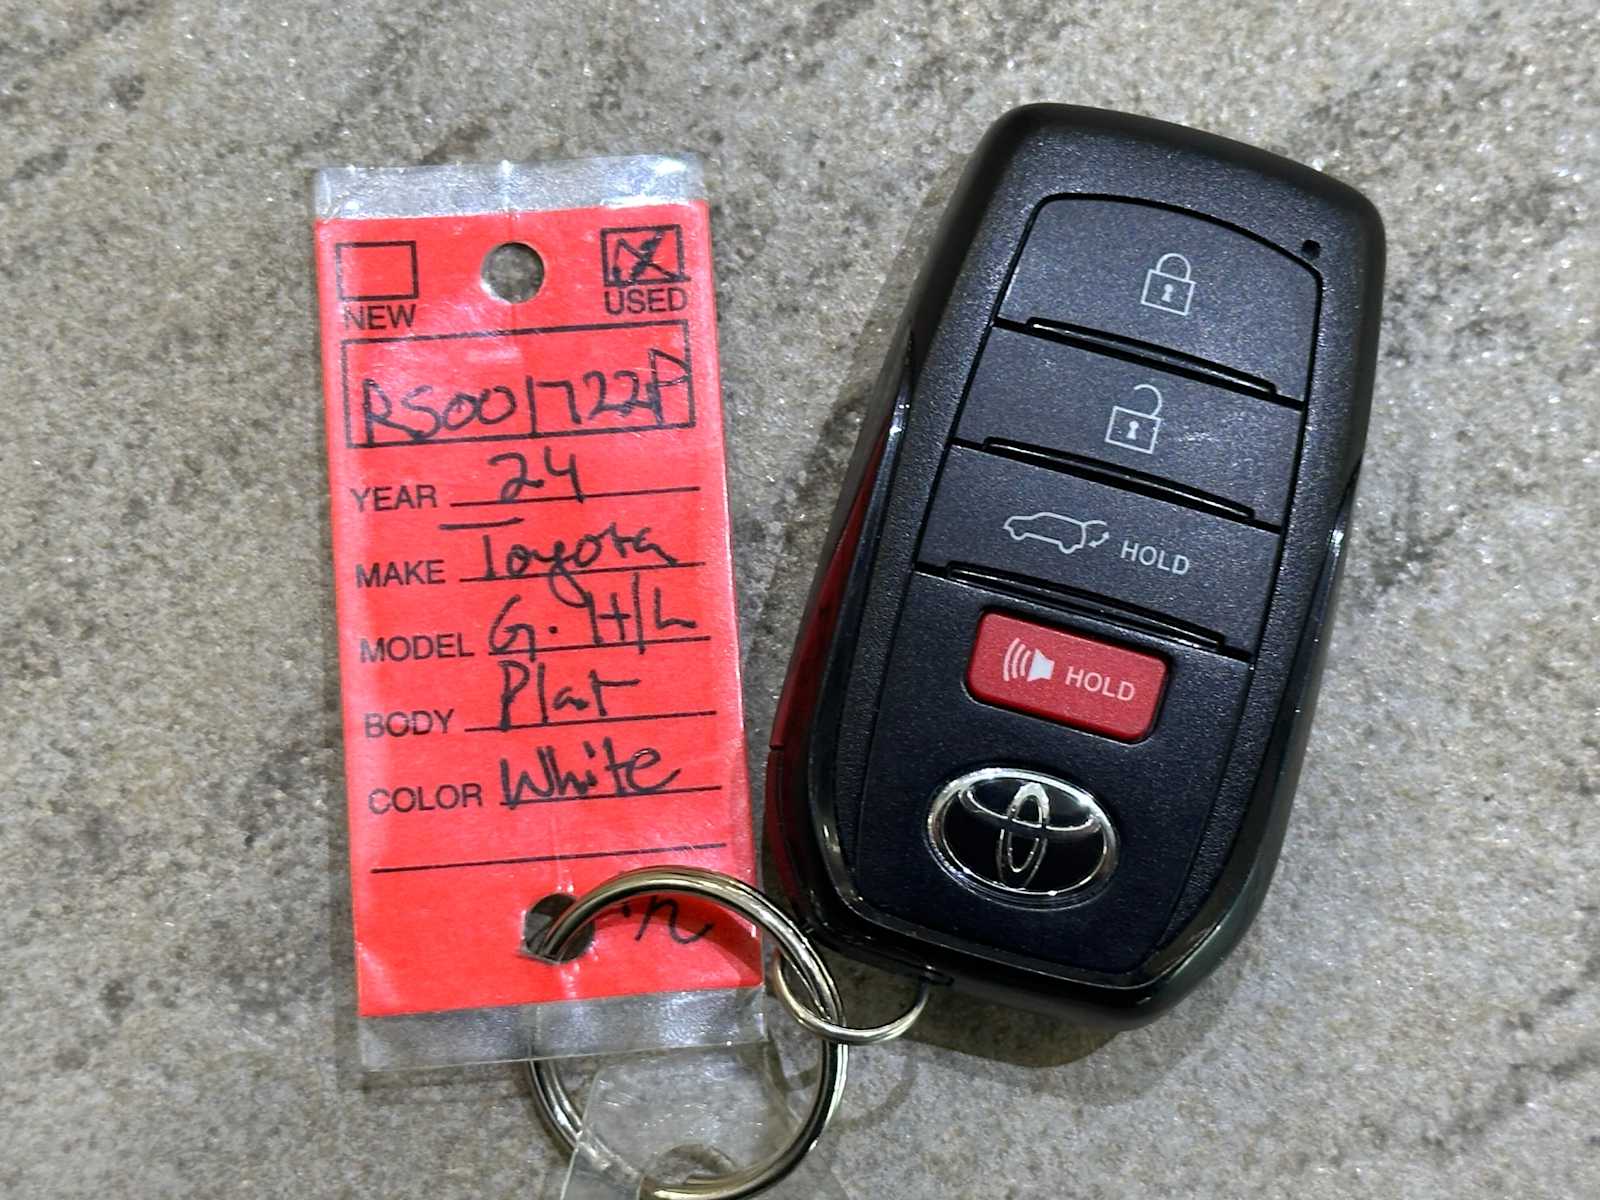 NEW USED
RS001722P
YEAR 24
MAKE Toyota
MODEL G. H/L
BODY Plat
COLOR White
HOLD
HOLD